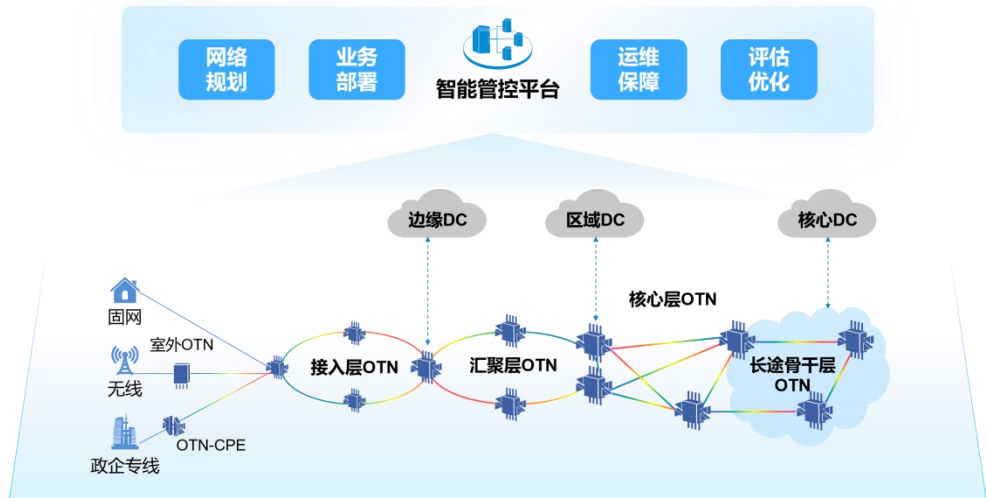 网络
规划
业务
部署
智能管控平台
运维
保障
评估
优化
边缘DC
区域DC
核心DC
核心层OTN
固网
室外OTN
接入层OTN
汇聚层OTN
长途骨干层
OTN
无线
OTN-CPE
政企专线